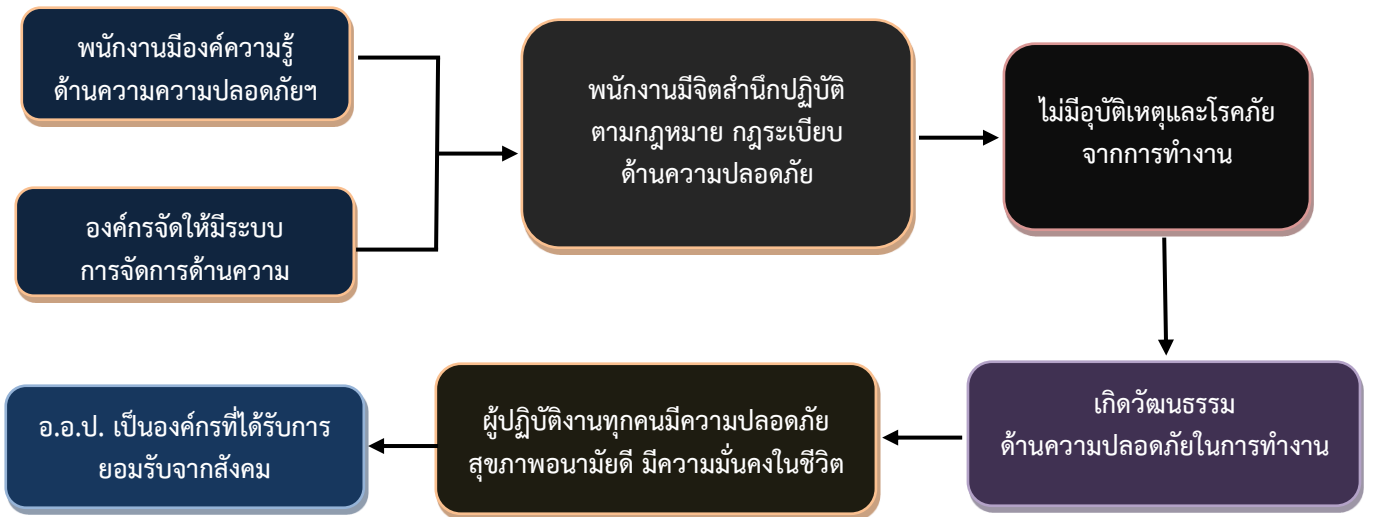 พนักงานมีองค์ความรู้
ด้านความความปลอดภัยฯ
องค์กรจัดให้มีระบบ
การจัดการด้านความ
พนักงานมีจิตสำนึกปฏิบัติ
ตามกฎหมาย กฎระเบียบ
ด้านความปลอดภัย
ไม่มีอุบัติเหตุและโรคภัย
จากการทำงาน
เกิดวัฒนธรรม
ด้านความปลอดภัยในการทำงาน
ผู้ปฏิบัติงานทุกคนมีความปลอดภัย
สุขภาพอนามัยดี มีความมั่นคงในชีวิต
อ.อ.ป. เป็นองค์กรที่ได้รับการ
ยอมรับจากสังคม